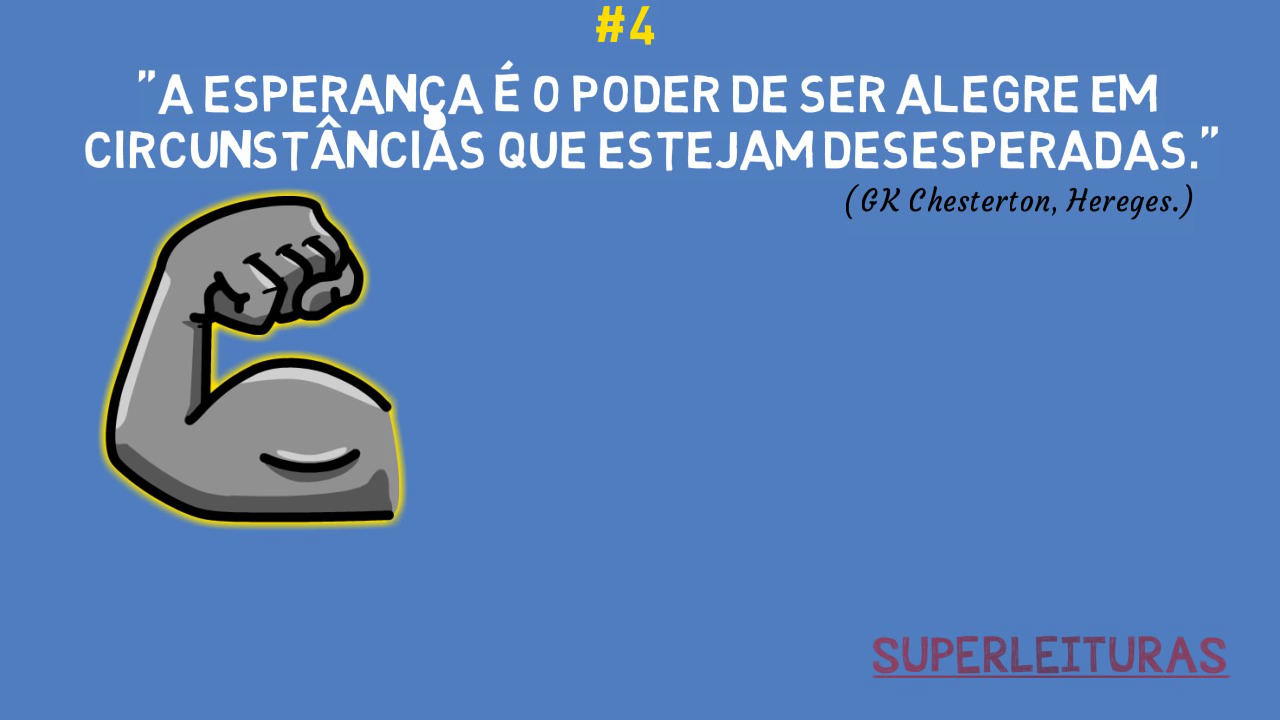 #4
"A ESPERANÇA É O PODER DE SER ALEGRE EM
CIRCUNSTÂNCIAS QUE ESTEJAM DESESPERADAS."
(GK Chesterton, Hereges.)
SUPERLEITURAS